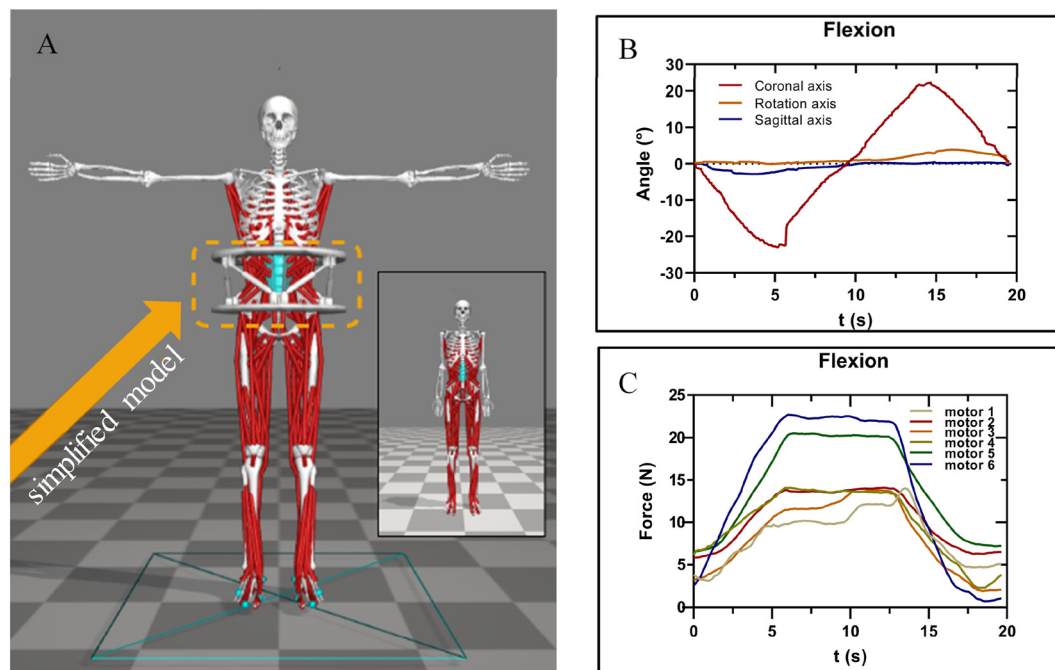 A
simplified model
B
Flexion
30
20
10
0
-10
-20
-30
Angle (°)
Coronal axis
Rotation axis
Sagittal axis
0
5
10
15
20
t (s)
C
Flexion
25
20
15
10
5
0
Force (N)
motor 1
motor 2
motor 3
motor 4
motor 5
motor 6
0
5
10
15
20
t (s)